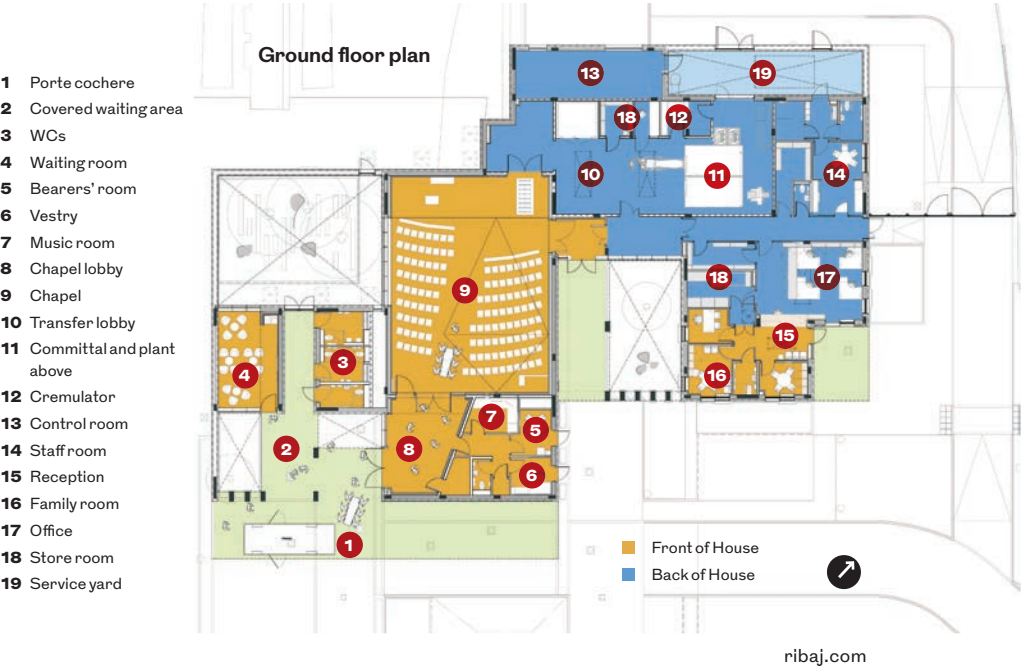 Ground floor plan
1 Porte cochere
2 Covered waiting area
3 WCs
4 Waiting room
5 Bearers’ room
6 Vestry
7 Music room
8 Chapel lobby
9 Chapel
10 Transfer lobby
11 Committal and plant
above
12 Cremulator
13 Control room
14 Staff room
15 Reception
16 Family room
17 Office
18 Store room
19 Service yard
13
19
18
12
10
11
14
9
18
17
15
4
3
16
7
5
2
8
6
1
Front of House
Back of House
ribaj.com